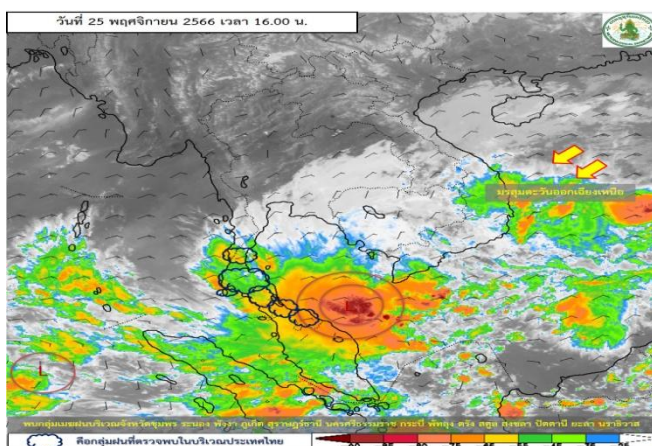 วันที่ 25 พฤศจิกายน 2566 เวลา 16.00 น.
มรสุมตะวันออกเฉียงเหนือ
L
L
พบกลุ่มเมฆฝนบริเวณจังหวัดชุมพร ระนอง พังงา ภูเก็ต สุราษฎร์ธานี นครศรีธรรมราช กระบี่ พัทลุง ตรัง สตูล สงขลา ปัตตานี ยะลา นราธิวาส
คือกลุ่มฝนที่ตรวจพบในบริเวณประเทศไทย